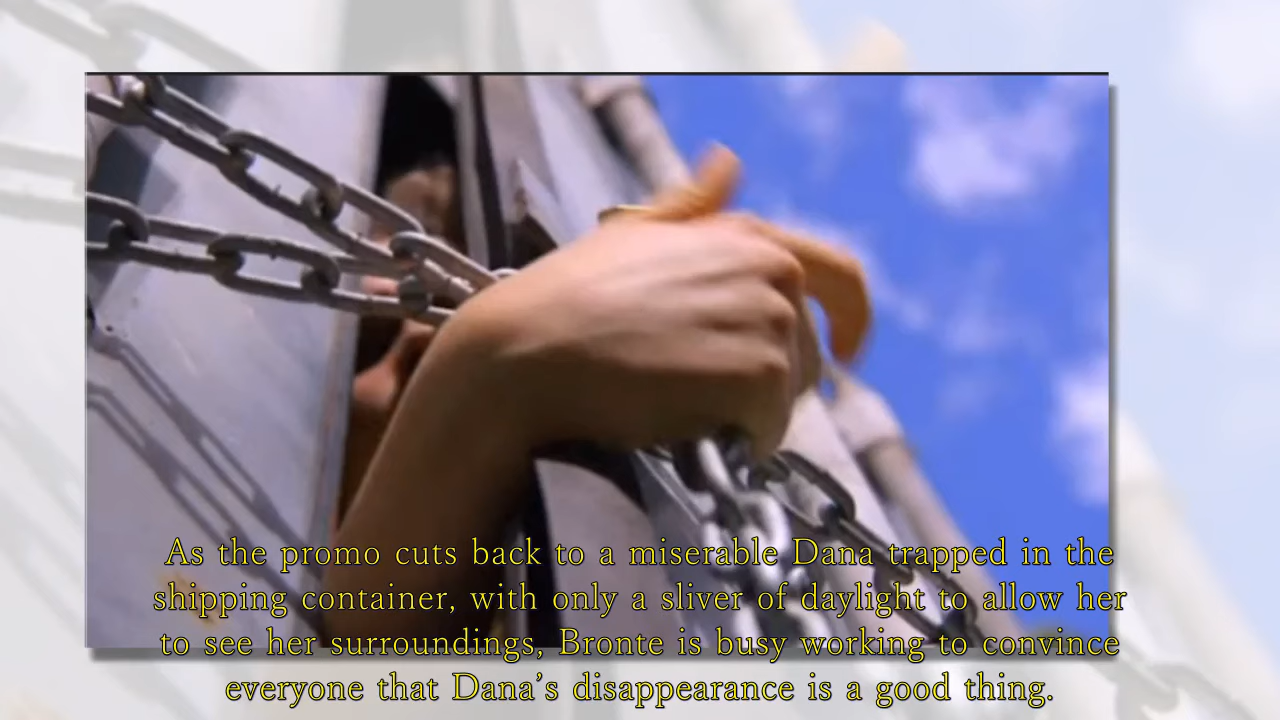 As the promo cuts back to a miserable Dana trapped in the
shipping container, with only a sliver of daylight to allow her
to see her surroundings, Bronte is busy working to convince
everyone that Dana’s disappearance is a good thing.